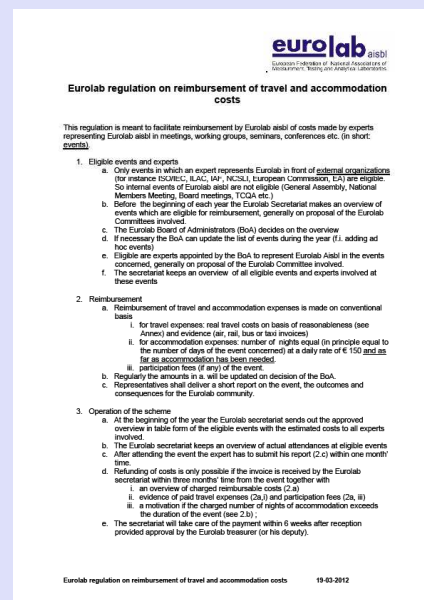 eurolab aisbl
European Federation of National Associations of
Measurement, Testing and Analytical Laboratories
Eurolab regulation on reimbursement of travel and accommodation
costs
This regulation is meant to facilitate reimbursement by Eurolab aisbl of costs made by experts
representing Eurolab aisbl in meetings, working groups, seminars, conferences etc. (in short:
events).
1. Eligible events and experts
a. Only events in which an expert represents Eurolab in front of external organizations
(for instance ISO/IEC, ILAC, IAF, NCSLI, European Commission, EA) are eligible.
So internal events of Eurolab aisbl are not eligible (General Assembly, National
Members Meeting, Board meetings, TCQA etc.)
b. Before the beginning of each year the Eurolab Secretariat makes an overview of
events which are eligible for reimbursement, generally on proposal of the Eurolab
Committees involved.
c. The Eurolab Board of Administrators (BoA) decides on the overview
d. If necessary the BoA can update the list of events during the year (f.i. adding ad
hoc events)
e. Eligible are experts appointed by the BoA to represent Eurolab Aisbl in the events
concerned, generally on proposal of the Eurolab Committee involved.
f. The secretariat keeps an overview of all eligible events and experts involved at
these events
2. Reimbursement
a. Reimbursement of travel and accommodation expenses is made on conventional
basis
i. for travel expenses: real travel costs on basis of reasonableness (see
Annex) and evidence (air, rail, bus or taxi invoices)
ii. for accommodation expenses: number of nights equal (in principle equal to
the number of days of the event concerned) at a daily rate of € 150 and as
far as accommodation has been needed.
iii. participation fees (if any) of the event.
b. Regularly the amounts in a. will be updated on decision of the BoA.
c. Representatives shall deliver a short report on the event, the outcomes and
consequences for the Eurolab community.
3. Operation of the scheme
a. At the beginning of the year the Eurolab secretariat sends out the approved
overview in table form of the eligible events with the estimated costs to all experts
involved.
b. The Eurolab secretariat keeps an overview of actual attendances at eligible events
c. After attending the event the expert has to submit his report (2.c) within one month'
time.
d. Refunding of costs is only possible if the invoice is received by the Eurolab
secretariat within three months' time from the event together with
i. an overview of charged reimbursable costs (2.a)
ii. evidence of paid travel expenses (2a,i) and participation fees (2a, iii)
iii. a motivation if the charged number of nights of accommodation exceeds
the duration of the event (see 2.b) ;
e. The secretariat will take care of the payment within 6 weeks after reception
provided approval by the Eurolab treasurer (or his deputy).
Eurolab regulation on reimbursement of travel and accommodation costs 19-03-2012